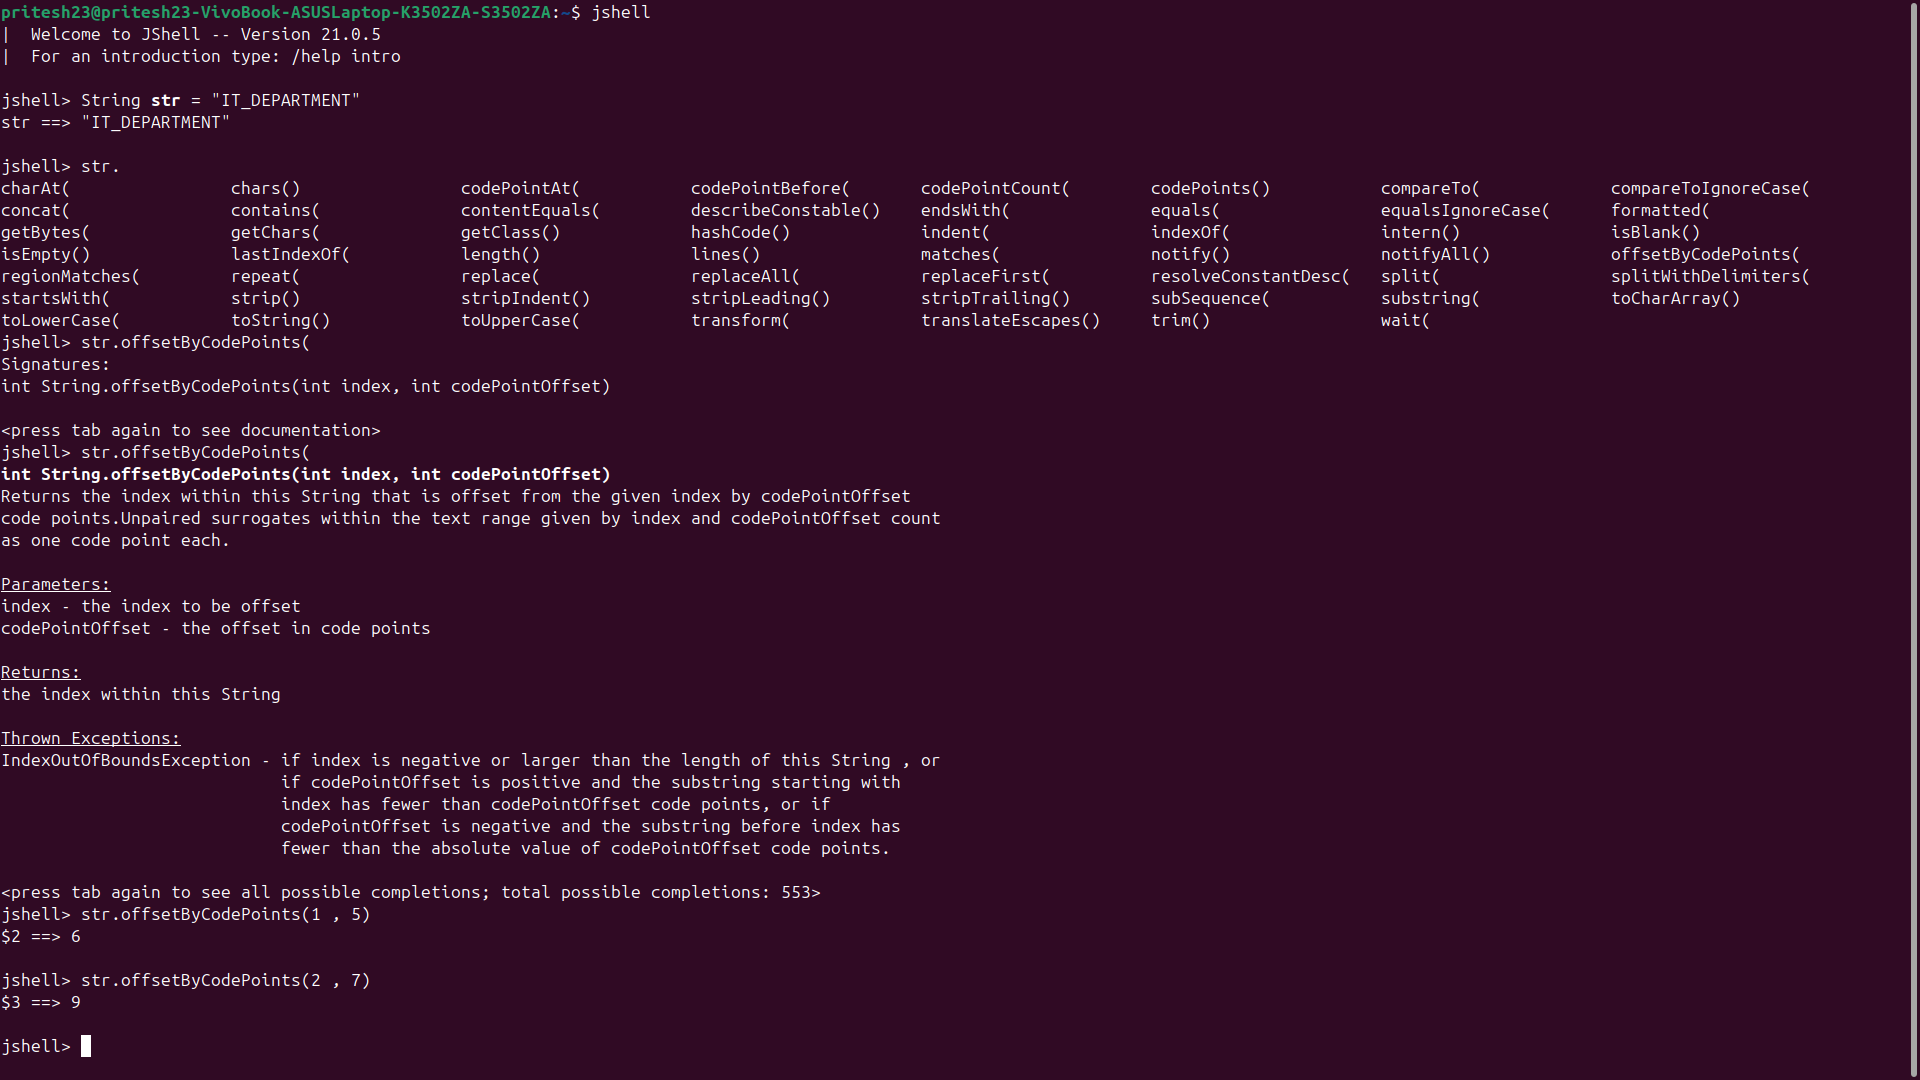 pritesh23@pritesh23-VivoBook-ASUSLaptop-K3502ZA-S3502ZA:~$ jshell
|  Welcome to JShell -- Version 21.0.5
|  For an introduction type: /help intro
jshell> String str = "IT_DEPARTMENT"
str ==> "IT_DEPARTMENT"
jshell> str.
charAt( chars() codePointAt( codePointBefore( codePointCount( codePoints() compareTo( compareToIgnoreCase(
concat( contains( contentEquals( describeConstable() endsWith( equals( equalsIgnoreCase( formatted(
getBytes( getChars( getClass() hashCode() indent( indexOf( intern() isBlank()
isEmpty() lastIndexOf( length() lines() matches( notify() notifyAll() offsetByCodePoints(
regionMatches( repeat( replace( replaceAll( replaceFirst( resolveConstantDesc( split( splitWithDelimiters(
startsWith( strip() stripIndent() stripLeading() stripTrailing() subSequence( substring( toCharArray()
toLowerCase( toString() toUpperCase( transform( translateEscapes() trim() wait(
jshell> str.offsetByCodePoints(
Signatures:
int String.offsetByCodePoints(int index, int codePointOffset)
<press tab again to see documentation>
jshell> str.offsetByCodePoints(
int String.offsetByCodePoints(int index, int codePointOffset)
Returns the index within this String that is offset from the given index by codePointOffset
code points.Unpaired surrogates within the text range given by index and codePointOffset count
as one code point each.
Parameters:
index - the index to be offset
codePointOffset - the offset in code points
Returns:
the index within this String
Thrown Exceptions:
IndexOutOfBoundsException - if index is negative or larger than the length of this String , or
if codePointOffset is positive and the substring starting with
index has fewer than codePointOffset code points, or if
codePointOffset is negative and the substring before index has
fewer than the absolute value of codePointOffset code points.
<press tab again to see all possible completions; total possible completions: 553>
jshell> str.offsetByCodePoints(1 , 5)
$2 ==> 6
jshell> str.offsetByCodePoints(2 , 7)
$3 ==> 9
jshell>